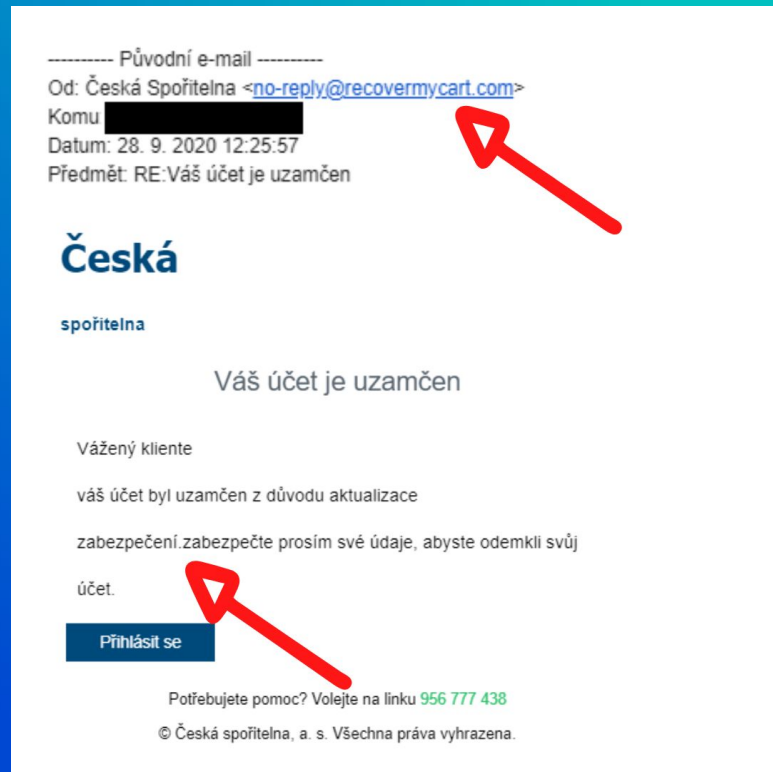 ---------- Původní e-mail ----------
Od: Česká Spořitelna <no-reply@recovermycart.com>
Komu
Datum: 28. 9. 2020 12:25:57
Předmět: RE:Váš účet je uzamčen
Česká
spořitelna
Váš účet je uzamčen
Vážený kliente
váš účet byl uzamčen z důvodu aktualizace
zabezpečení.zabezpečte prosím své údaje, abyste odemkli svůj
účet.
Přihlásit se
Potřebujete pomoc? Volejte na linku 956 777 438
© Česká spořitelna, a. s. Všechna práva vyhrazena.